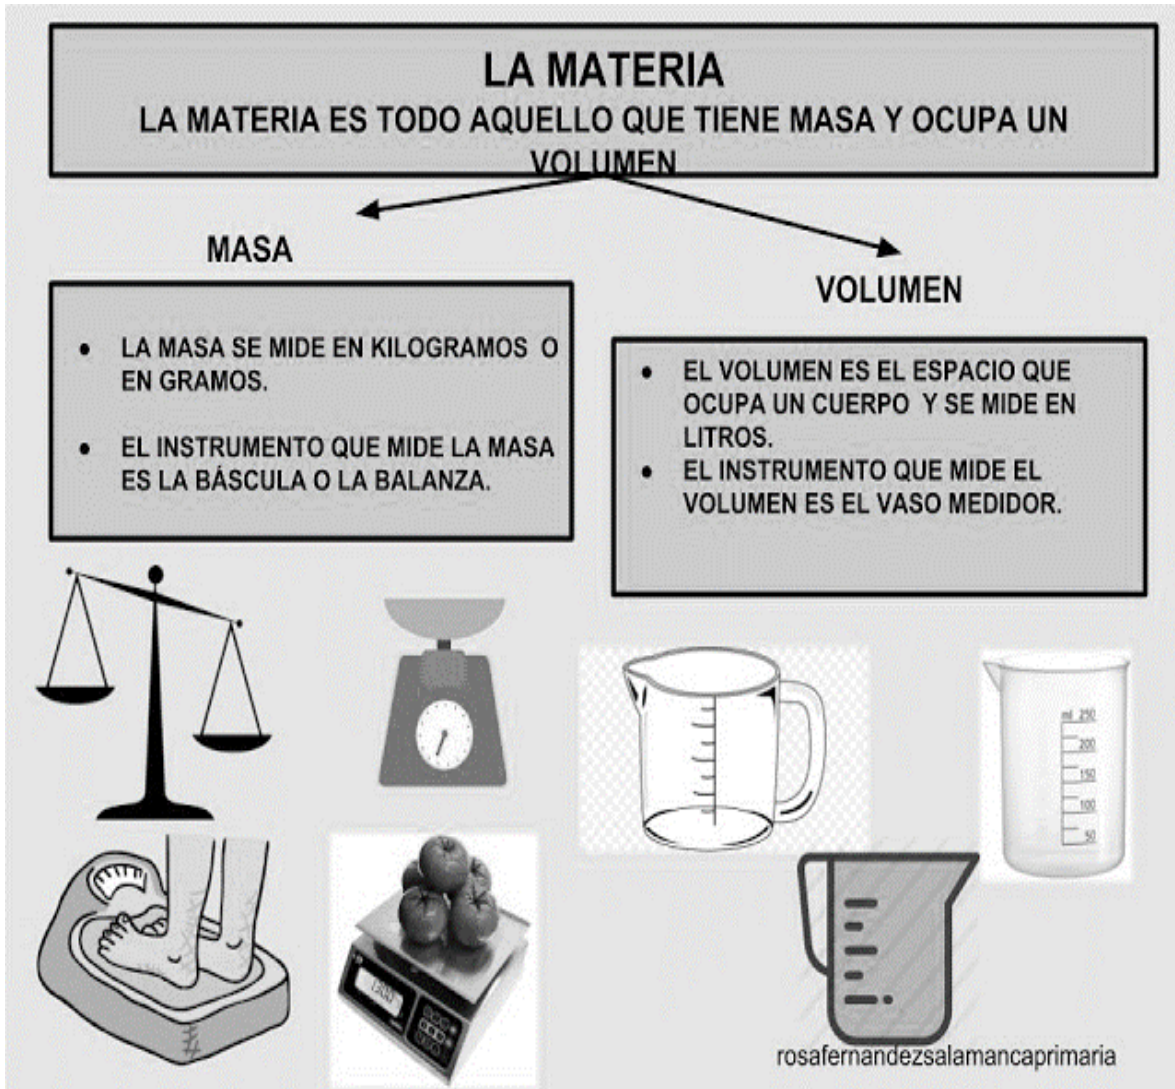 LA MATERIA
LA MATERIA ES TODO AQUELLO QUE TIENE MASA Y OCUPA UN
VOLUMEN
MASA
LA MASA SE MIDE EN KILOGRAMOS O
EN GRAMOS.
EL INSTRUMENTO QUE MIDE LA MASA
ES LA BÁSCULA O LA BALANZA.
VOLUMEN
EL VOLUMEN ES EL ESPACIO QUE
OCUPA UN CUERPO Y SE MIDE EN
LITROS.
EL INSTRUMENTO QUE MIDE EL
VOLUMEN ES EL VASO MEDIDOR.
ml 250
200
150
100
50
rosafernandezsalamancaprimaria